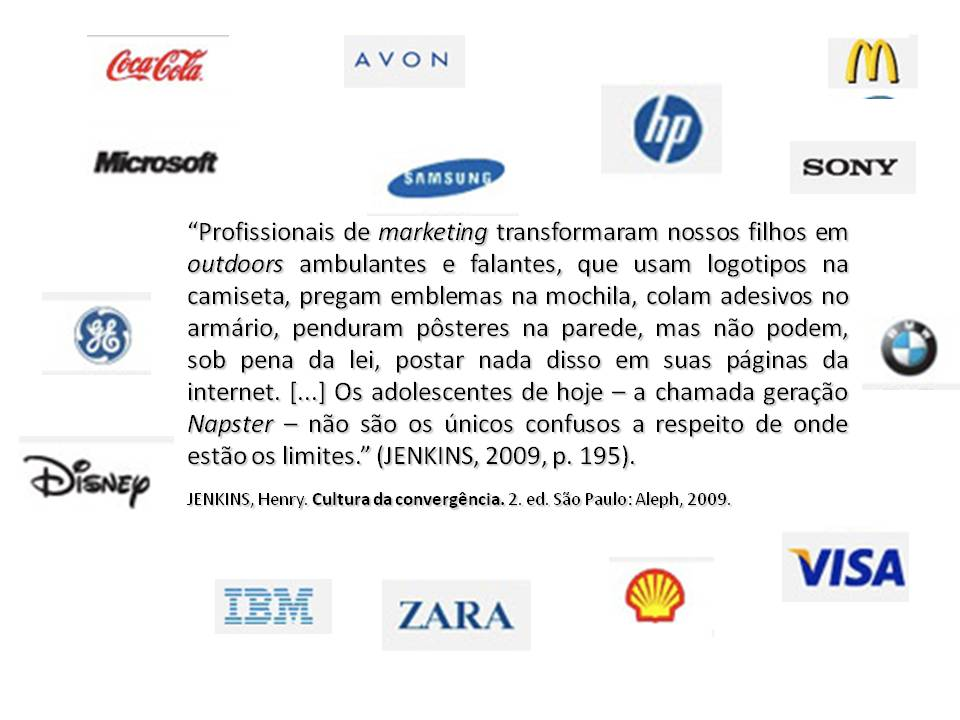 Coca-Cola
AVON
M
hp
Microsoft
SAMSUNG
SONY
“Profissionais de marketing transformaram nossos filhos em
outdoors ambulantes e falantes, que usam logotipos na
camiseta, pregam emblemas na mochila, colam adesivos no
armário, penduram pôsteres na parede, mas não podem,
sob pena da lei, postar nada disso em suas páginas da
internet. [...] Os adolescentes de hoje – a chamada geração
Napster – não são os únicos confusos a respeito de onde
estão os limites.” (JENKINS, 2009, p. 195).
JENKINS, Henry. Cultura da convergência. 2. ed. São Paulo: Aleph, 2009.
GE
BMW
DISNEY
VISA
IBM
ZARA